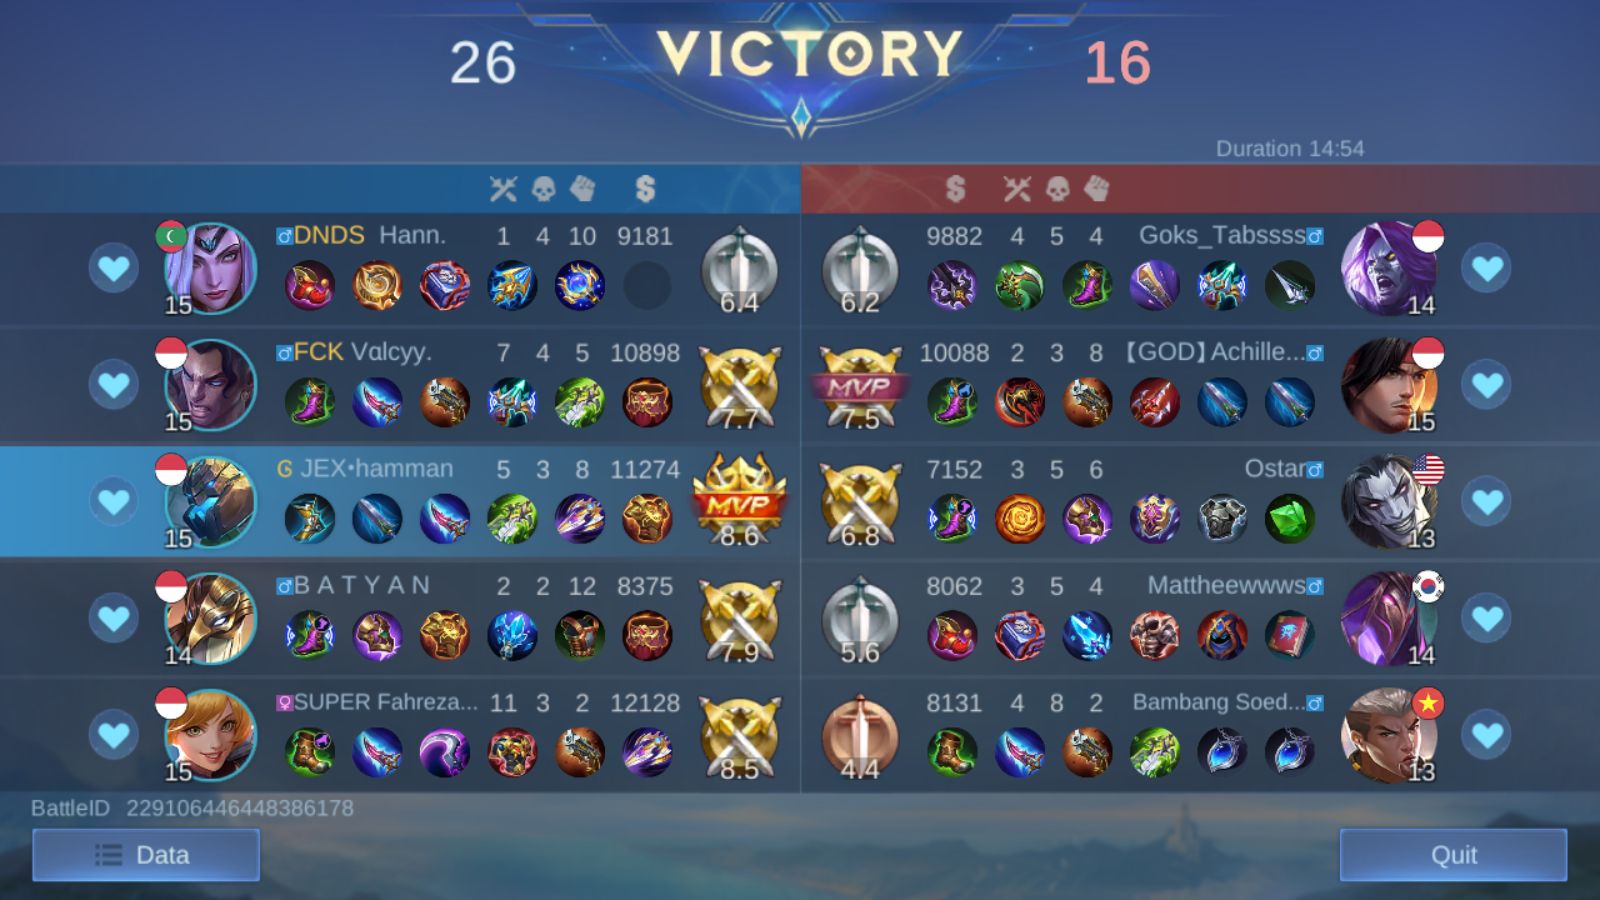 26 VICTORY 16
Duration 14:54
DNDS Hann. 1 4 10 9181
15 6.4
9882 4 5 4 Goks_Tabssss
6.2 14
FCK Vαlcyy. 7 4 5 10898
15 7.7
10088 2 3 8 【GOD】Achille...
MVP 7.5 15
G JEX•hamman 5 3 8 11274
15 MVP 8.6
7152 3 5 6 Ostar
6.8 13
B A T Y A N 2 2 12 8375
14 7.9
8062 3 5 4 Mattheewwws
5.6 14
SUPER Fahreza... 11 3 2 12128
15 8.5
8131 4 8 2 Bambang Soed...
4.4 13
BattleID 229106446448386178
Data
Quit